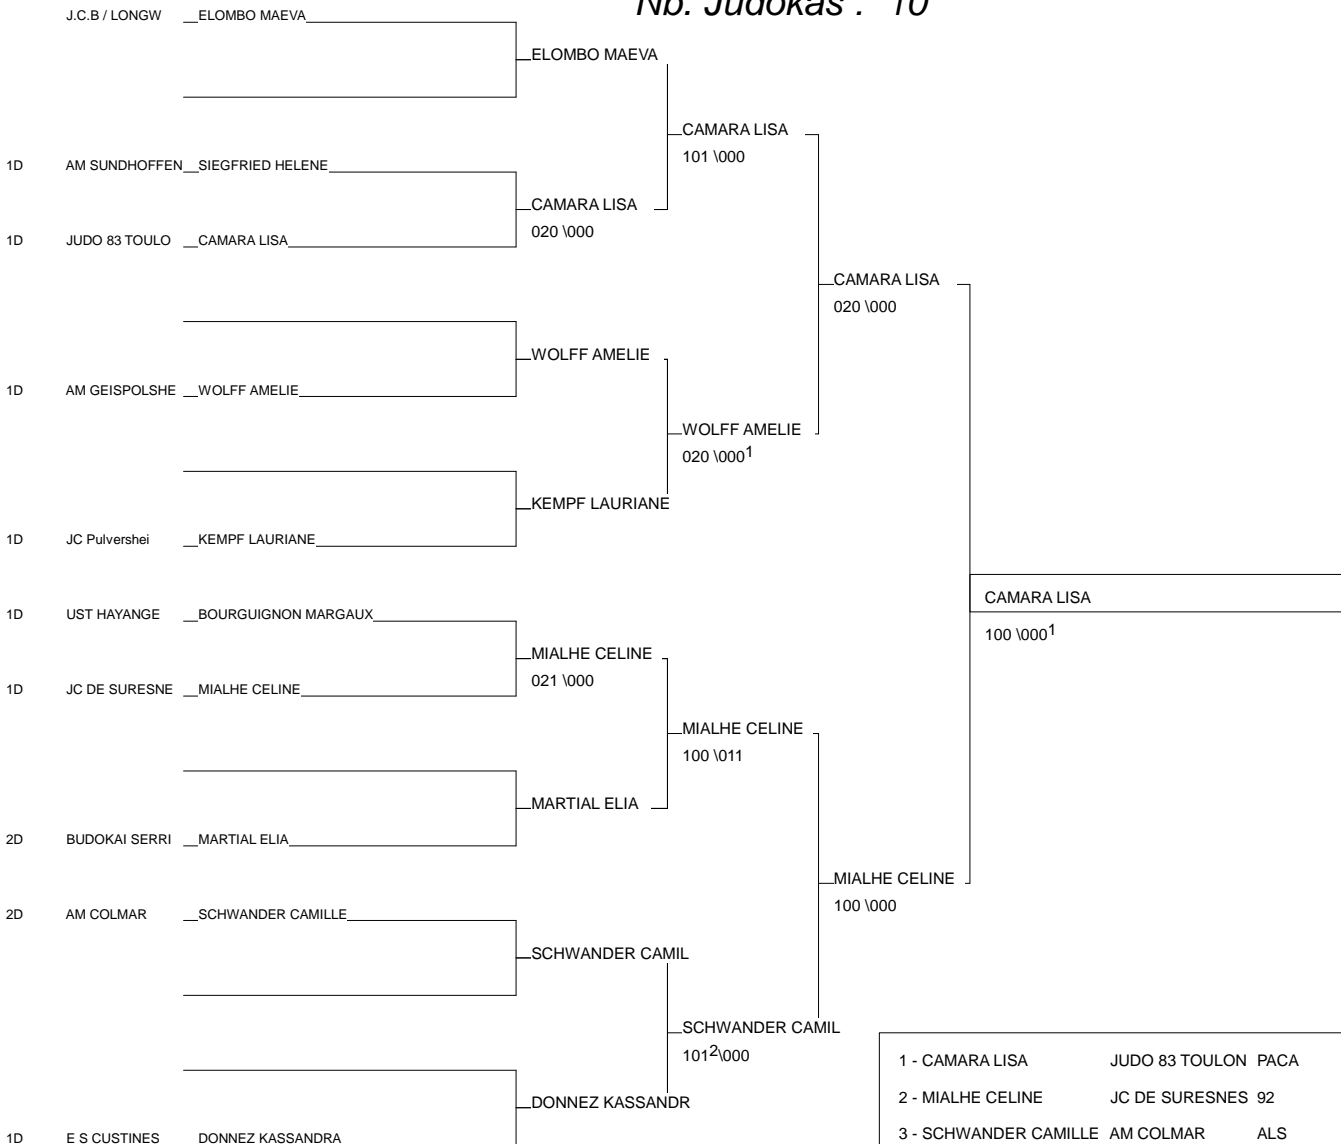 Nb. Judokas : 10
J.C.B / LONGW ELOMBO MAEVA
ELOMBO MAEVA
CAMARA LISA
101 \000
1D AM SUNDHOFFEN SIEGFRIED HELENE
CAMARA LISA
020 \000
1D JUDO 83 TOULO CAMARA LISA
CAMARA LISA
020 \000
WOLFF AMELIE
1D AM GEISPOLSHE WOLFF AMELIE
WOLFF AMELIE
020 \0001
KEMPF LAURIANE
1D JC Pulvershei KEMPF LAURIANE
CAMARA LISA
100 \0001
1D UST HAYANGE BOURGUIGNON MARGAUX
MIALHE CELINE
021 \000
1D JC DE SURESNE MIALHE CELINE
MIALHE CELINE
100 \011
MARTIAL ELIA
2D BUDOKAI SERRI MARTIAL ELIA
MIALHE CELINE
100 \000
2D AM COLMAR SCHWANDER CAMILLE
SCHWANDER CAMIL
SCHWANDER CAMIL
1012\000
DONNEZ KASSANDR
1D E S CUSTINES DONNEZ KASSANDRA
1 - CAMARA LISA JUDO 83 TOULON PACA
2 - MIALHE CELINE JC DE SURESNES 92
3 - SCHWANDER CAMILLE AM COLMAR ALS